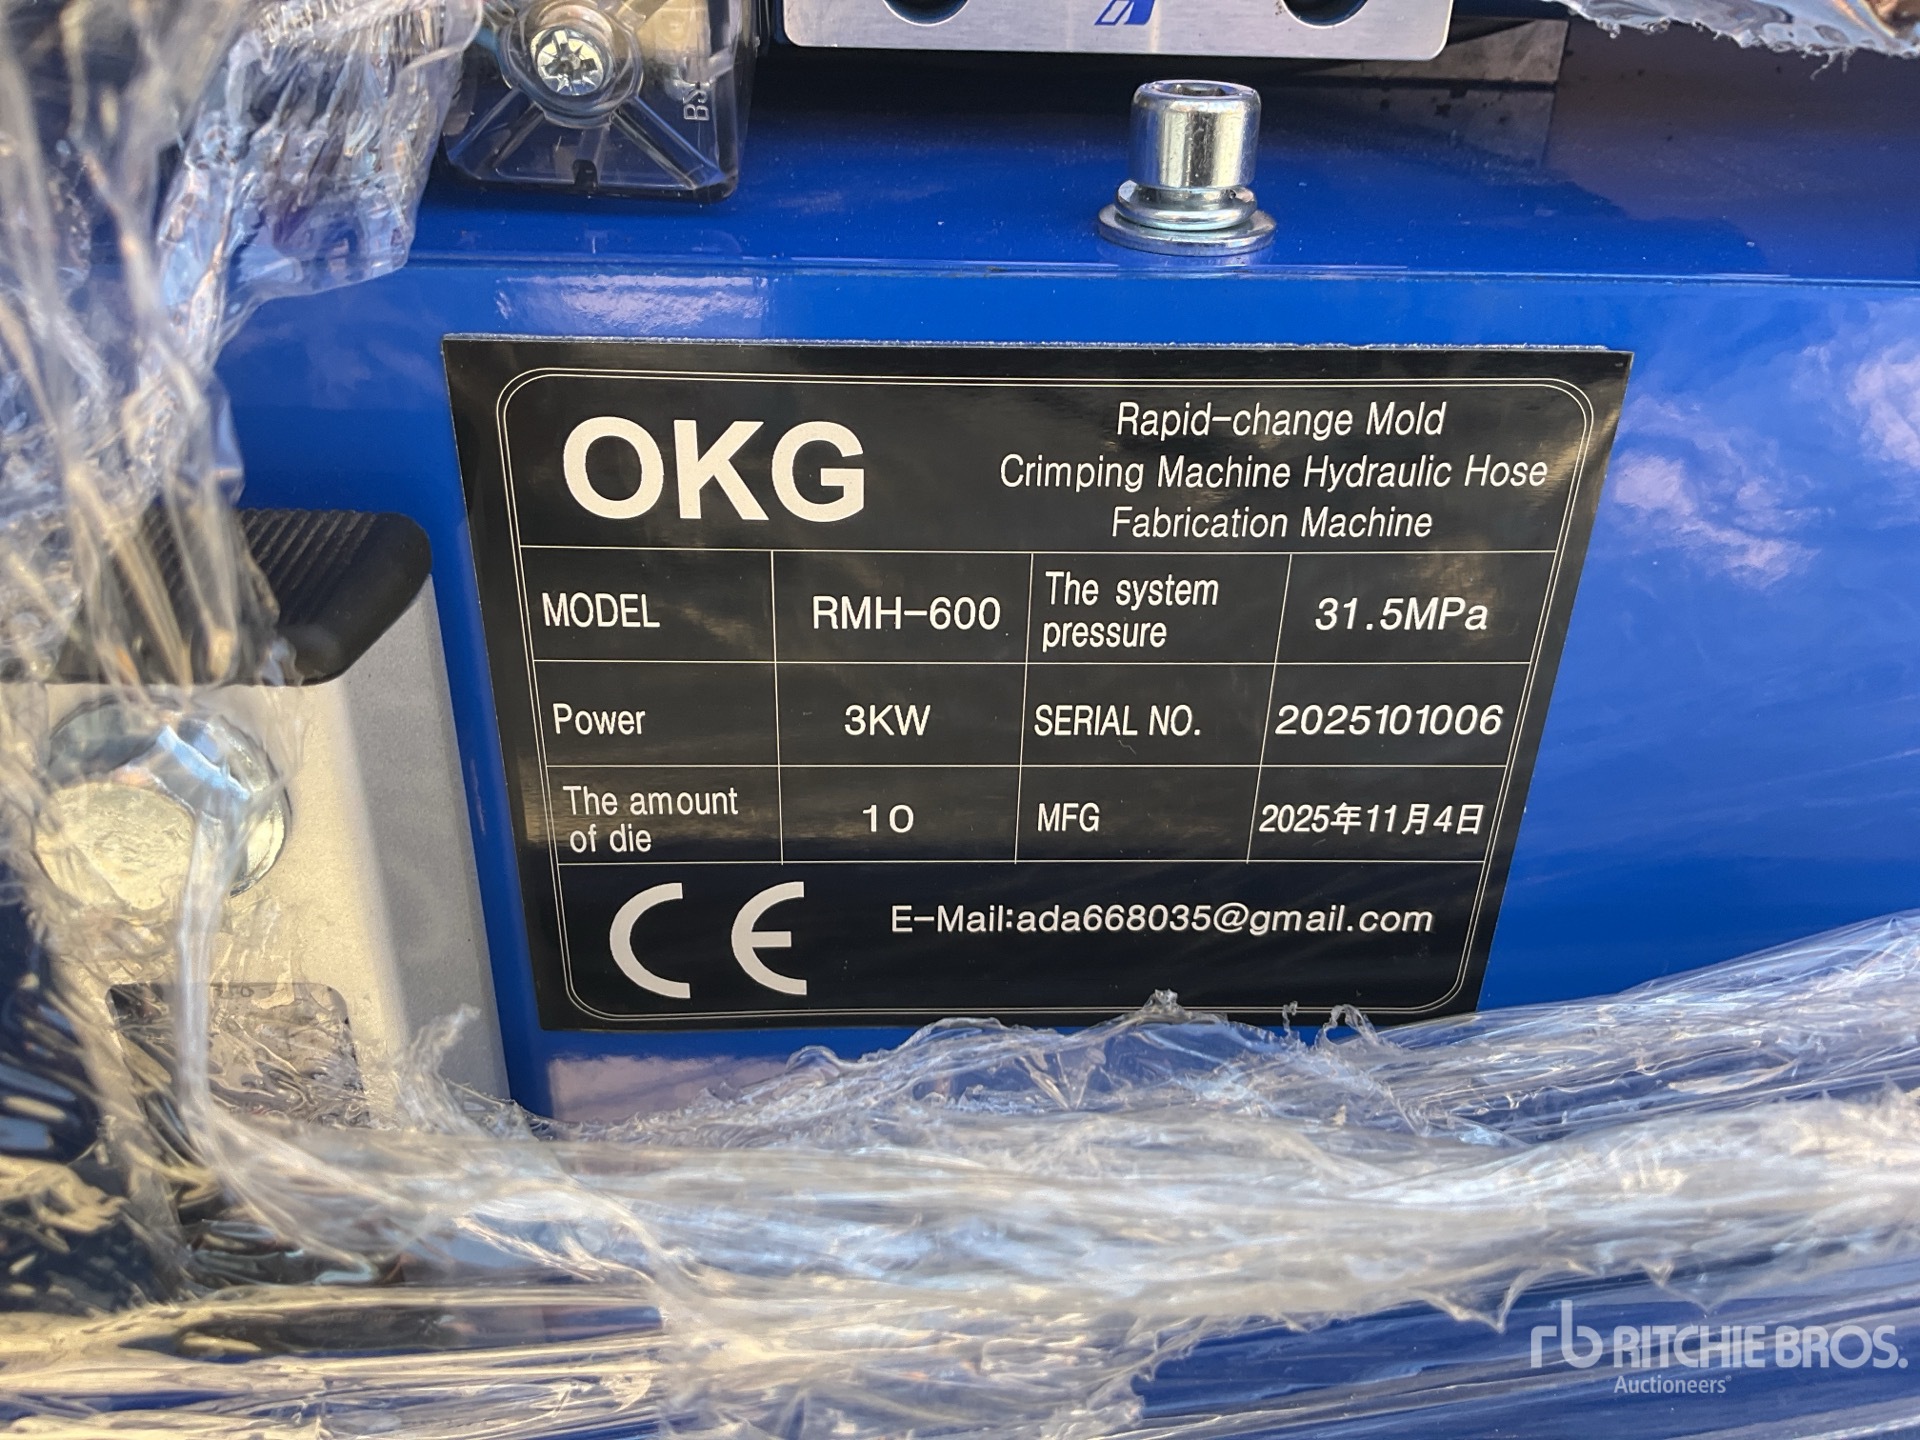 BS
OKG
Rapid-change Mold
Crimping Machine Hydraulic Hose
Fabrication Machine
MODEL
RMH-600
The system
pressure
31.5MPa
Power
3KW
SERIAL NO.
2025101006
The amount
of die
10
MFG
2025年11月4日
CE
E-Mail:ada668035@gmail.com
rb RITCHIE BROS.
Auctioneers